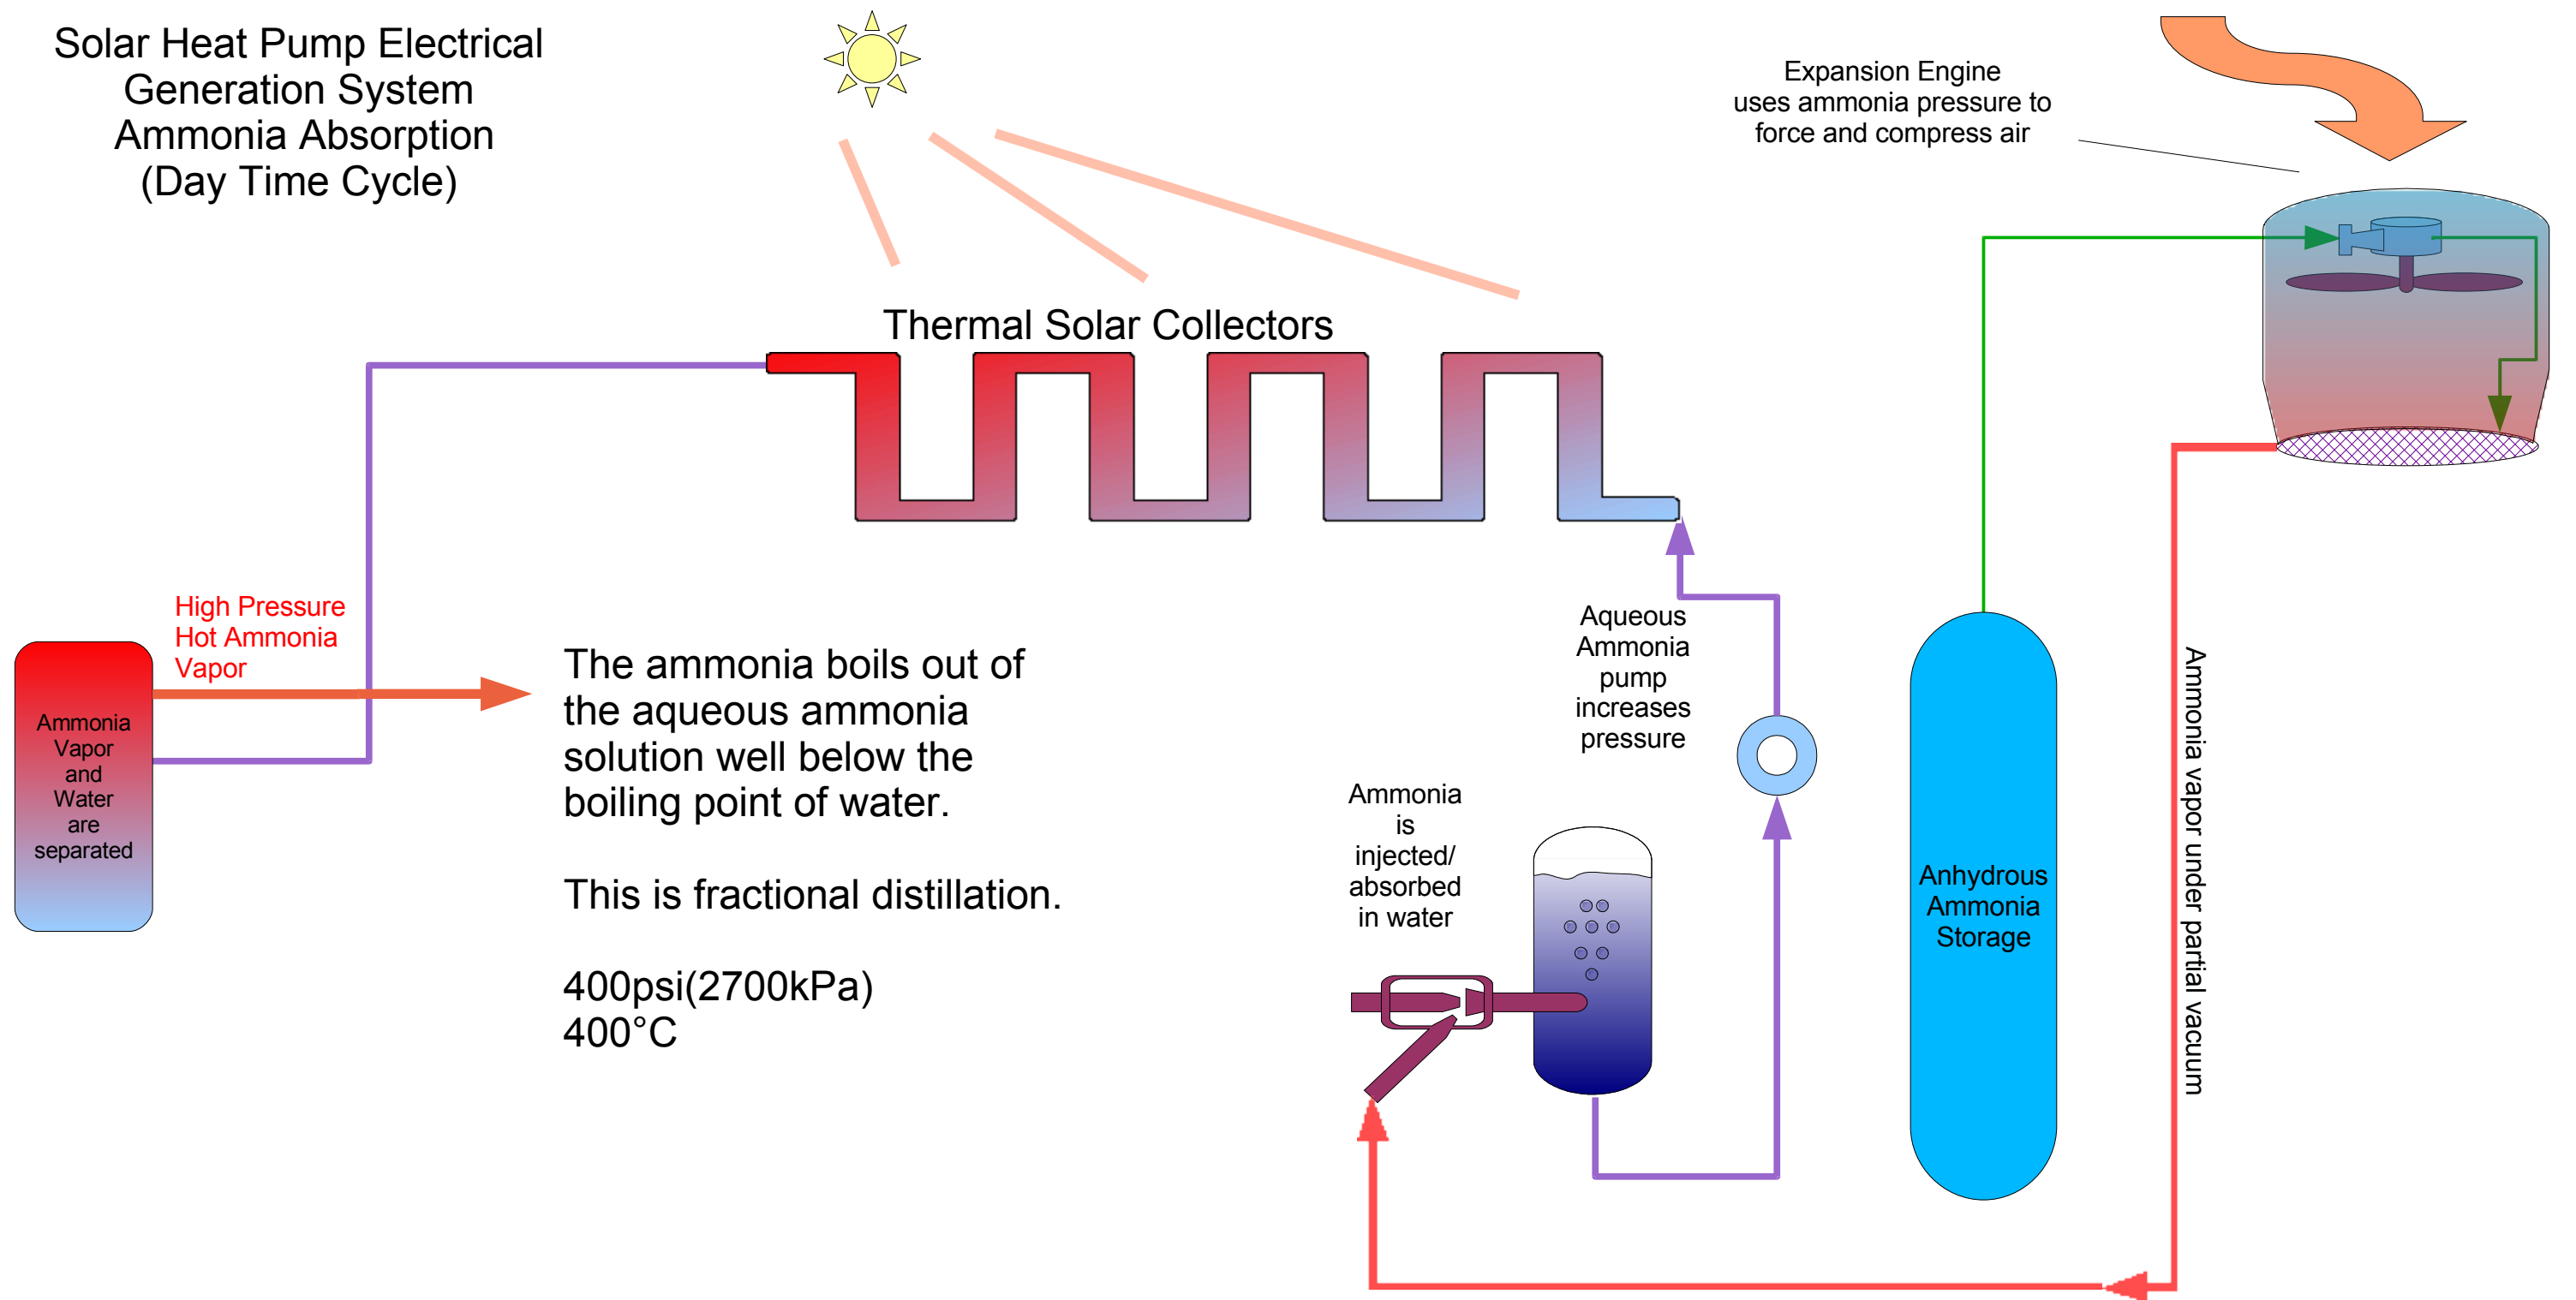 Solar Heat Pump Electrical
Generation System
Ammonia Absorption
(Day Time Cycle)
Expansion Engine
uses ammonia pressure to
force and compress air
Thermal Solar Collectors
High Pressure
Hot Ammonia
Vapor
Ammonia
Vapor
and
Water
are
separated
The ammonia boils out of
the aqueous ammonia
solution well below the
boiling point of water.
This is fractional distillation.
400psi(2700kPa)
400°C
Aqueous
Ammonia
pump
increases
pressure
Ammonia
is
injected/
absorbed
in water
Anhydrous
Ammonia
Storage
Ammonia vapor under partial vacuum